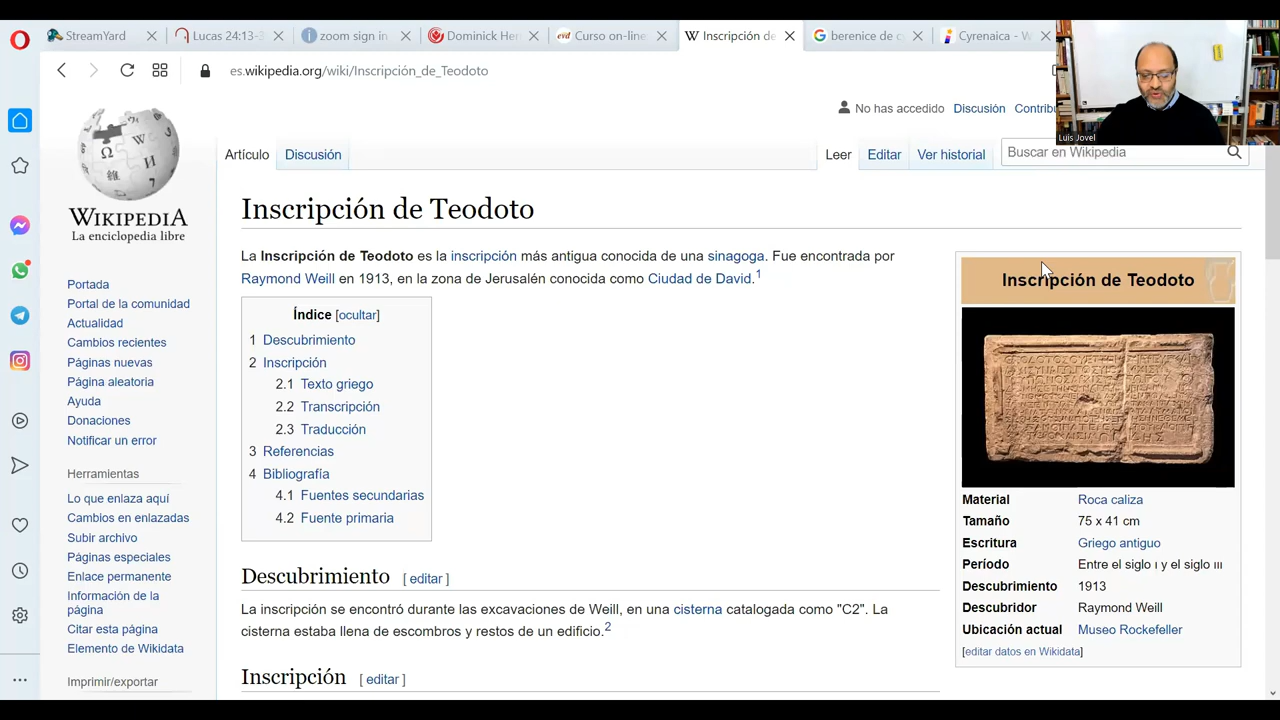 StreamYard
Lucas 24:13-3
zoom sign in
Dominick Her
Curso on-line
Inscripción de
berenice de c
Cyrenaica - W
es.wikipedia.org/wiki/Inscripción_de_Teodoto
Luis Jovel
No has accedido Discusión Contribu
Artículo Discusión Leer Editar Ver historial Buscar en Wikipedia
WIKIPEDIA
La enciclopedia libre
Portada
Portal de la comunidad
Actualidad
Cambios recientes
Páginas nuevas
Página aleatoria
Ayuda
Donaciones
Notificar un error
Herramientas
Lo que enlaza aquí
Cambios en enlazadas
Subir archivo
Páginas especiales
Enlace permanente
Información de la
página
Citar esta página
Elemento de Wikidata
Imprimir/exportar
Inscripción de Teodoto
La Inscripción de Teodoto es la inscripción más antigua conocida de una sinagoga. Fue encontrada por
Raymond Weill en 1913, en la zona de Jerusalén conocida como Ciudad de David.1
Índice [ocultar]
1 Descubrimiento
2 Inscripción
2.1 Texto griego
2.2 Transcripción
2.3 Traducción
3 Referencias
4 Bibliografía
4.1 Fuentes secundarias
4.2 Fuente primaria
Descubrimiento [ editar ]
La inscripción se encontró durante las excavaciones de Weill, en una cisterna catalogada como "C2". La
cisterna estaba llena de escombros y restos de un edificio.2
Inscripción [ editar ]
Inscripción de Teodoto
Material Roca caliza
Tamaño 75 x 41 cm
Escritura Griego antiguo
Período Entre el siglo I y el siglo III
Descubrimiento 1913
Descubridor Raymond Weill
Ubicación actual Museo Rockefeller
[editar datos en Wikidata]